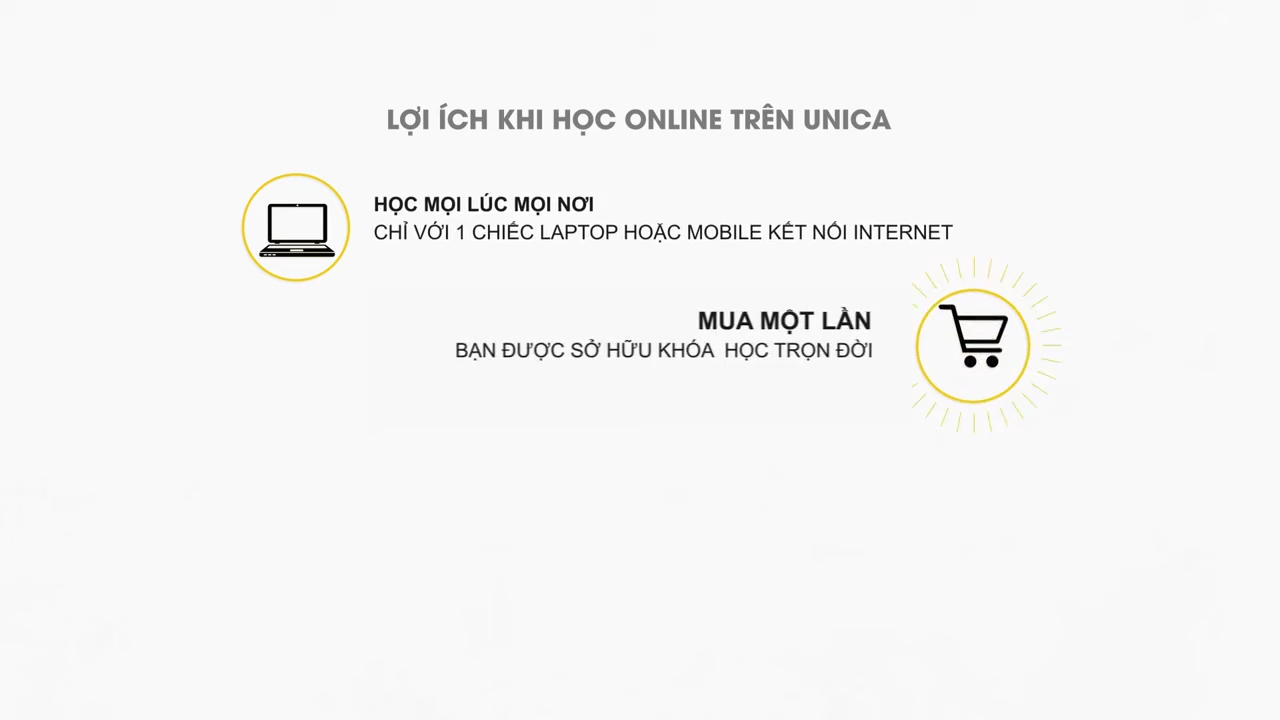 LỢI ÍCH KHI HỌC ONLINE TRÊN UNICA
HỌC MỌI LÚC MỌI NƠI
CHỈ VỚI 1 CHIẾC LAPTOP HOẶC MOBILE KẾT NỐI INTERNET
MUA MỘT LẦN
BẠN ĐƯỢC SỞ HỮU KHÓA HỌC TRỌN ĐỜI